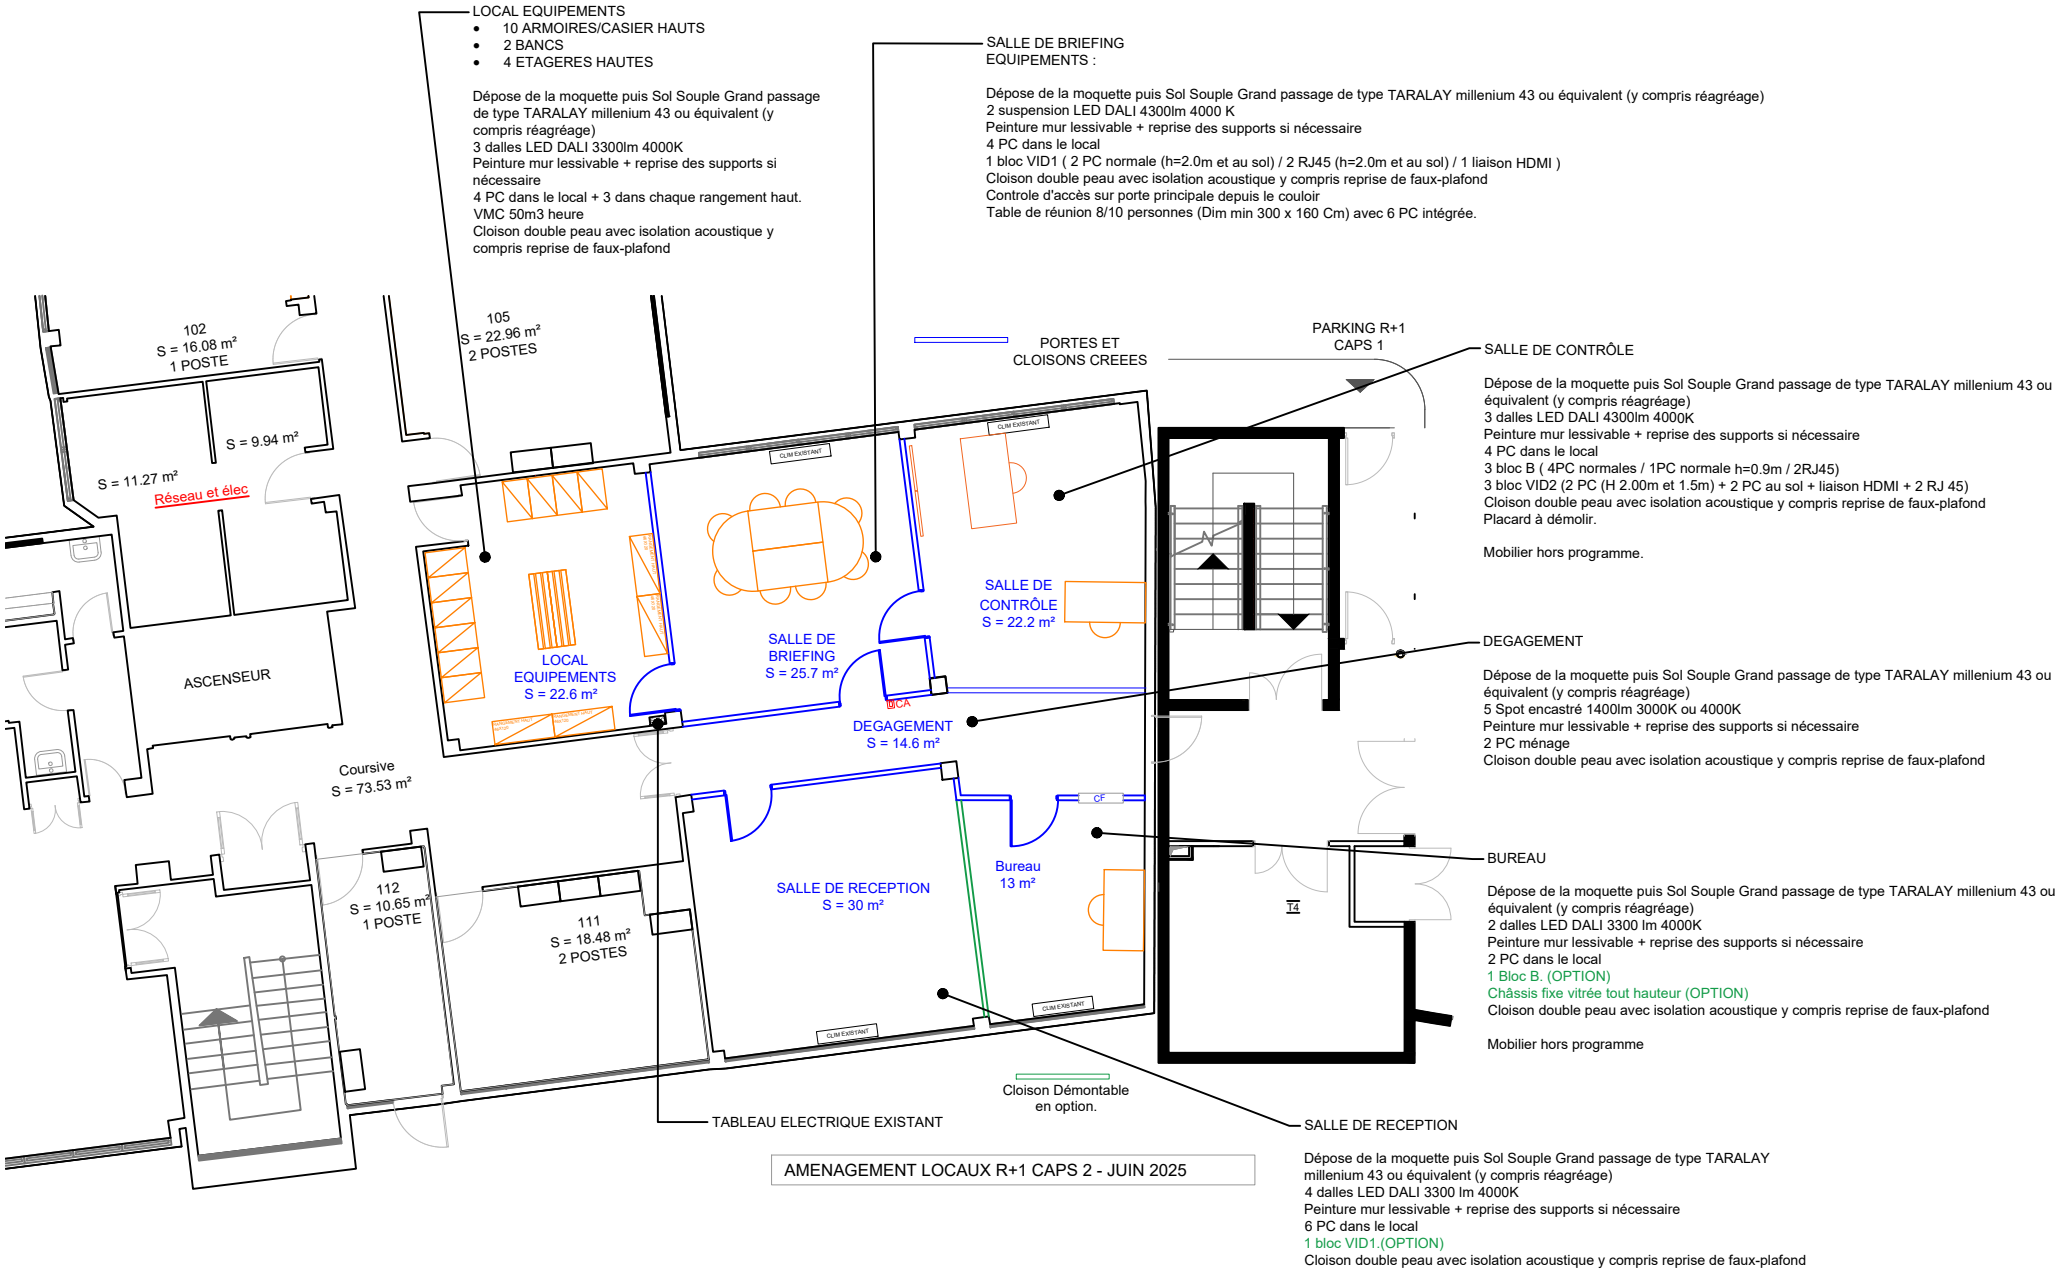 LOCAL EQUIPEMENTS
• 10 ARMOIRES/CASIER HAUTS
• 2 BANCS
• 4 ETAGERES HAUTES
Dépose de la moquette puis Sol Souple Grand passage
de type TARALAY millenium 43 ou équivalent (y
compris réagréage)
3 dalles LED DALI 3300lm 4000K
Peinture mur lessivable + reprise des supports si
nécessaire
4 PC dans le local + 3 dans chaque rangement haut.
VMC 50m3 heure
Cloison double peau avec isolation acoustique y
compris reprise de faux-plafond
SALLE DE BRIEFING
EQUIPEMENTS :
Dépose de la moquette puis Sol Souple Grand passage de type TARALAY millenium 43 ou équivalent (y compris réagréage)
2 suspension LED DALI 4300lm 4000 K
Peinture mur lessivable + reprise des supports si nécessaire
4 PC dans le local
1 bloc VID1 ( 2 PC normale (h=2.0m et au sol) / 2 RJ45 (h=2.0m et au sol) / 1 liaison HDMI )
Cloison double peau avec isolation acoustique y compris reprise de faux-plafond
Controle d'accès sur porte principale depuis le couloir
Table de réunion 8/10 personnes (Dim min 300 x 160 Cm) avec 6 PC intégrée.
102
S = 16.08 m²
1 POSTE
105
S = 22.96 m²
2 POSTES
PORTES ET
CLOISONS CREEES
PARKING R+1
CAPS 1
SALLE DE CONTRÔLE
Dépose de la moquette puis Sol Souple Grand passage de type TARALAY millenium 43 ou
équivalent (y compris réagréage)
3 dalles LED DALI 4300lm 4000K
Peinture mur lessivable + reprise des supports si nécessaire
4 PC dans le local
3 bloc B ( 4PC normales / 1PC normale h=0.9m / 2RJ45)
3 bloc VID2 (2 PC (H 2.00m et 1.5m) + 2 PC au sol + liaison HDMI + 2 RJ 45)
Cloison double peau avec isolation acoustique y compris reprise de faux-plafond
Placard à démolir.
Mobilier hors programme.
S = 9.94 m²
S = 11.27 m²
Réseau et élec
CLIM EXISTANT
CLIM EXISTANT
SALLE DE
CONTRÔLE
S = 22.2 m²
SALLE DE
BRIEFING
S = 25.7 m²
LOCAL
EQUIPEMENTS
S = 22.6 m²
ASCENSEUR
CA
DEGAGEMENT
S = 14.6 m²
DEGAGEMENT
Dépose de la moquette puis Sol Souple Grand passage de type TARALAY millenium 43 ou
équivalent (y compris réagréage)
5 Spot encastré 1400lm 3000K ou 4000K
Peinture mur lessivable + reprise des supports si nécessaire
2 PC ménage
Cloison double peau avec isolation acoustique y compris reprise de faux-plafond
Coursive
S = 73.53 m²
CF
Bureau
13 m²
SALLE DE RECEPTION
S = 30 m²
112
S = 10.65 m²
1 POSTE
111
S = 18.48 m²
2 POSTES
T4
BUREAU
Dépose de la moquette puis Sol Souple Grand passage de type TARALAY millenium 43 ou
équivalent (y compris réagréage)
2 dalles LED DALI 3300 lm 4000K
Peinture mur lessivable + reprise des supports si nécessaire
2 PC dans le local
1 Bloc B. (OPTION)
Châssis fixe vitrée tout hauteur (OPTION)
Cloison double peau avec isolation acoustique y compris reprise de faux-plafond
Mobilier hors programme
CLIM EXISTANT
CLIM EXISTANT
Cloison Démontable
en option.
TABLEAU ELECTRIQUE EXISTANT
AMENAGEMENT LOCAUX R+1 CAPS 2 - JUIN 2025
SALLE DE RECEPTION
Dépose de la moquette puis Sol Souple Grand passage de type TARALAY
millenium 43 ou équivalent (y compris réagréage)
4 dalles LED DALI 3300 lm 4000K
Peinture mur lessivable + reprise des supports si nécessaire
6 PC dans le local
1 bloc VID1.(OPTION)
Cloison double peau avec isolation acoustique y compris reprise de faux-plafond